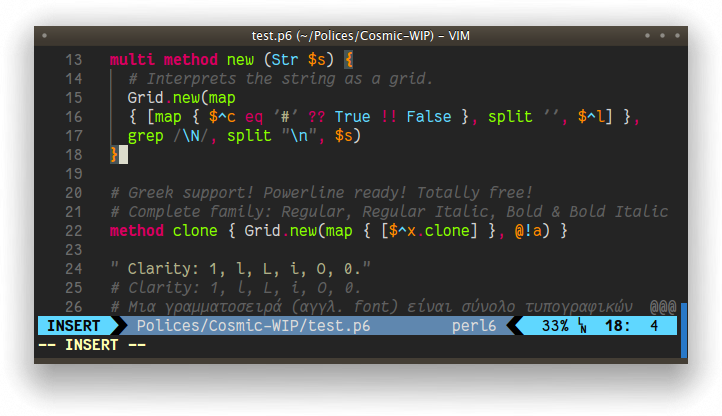 test.p6 (~/Polices/Cosmic-WIP) – VIM
13 multi method new (Str $s) {
14 # Interprets the string as a grid.
15 Grid.new(map
16 { [map { $^c eq '#' ?? True !! False }, split '', $^l] },
17 grep /\N/, split "\n", $s)
18 }
19
20 # Greek support! Powerline ready! Totally free!
21 # Complete family: Regular, Regular Italic, Bold & Bold Italic
22 method clone { Grid.new(map { [$^x.clone] }, @!a) }
23
24 " Clarity: 1, l, L, i, O, 0."
25 # Clarity: 1, l, L, i, O, 0.
26 # Μια γραμματοσειρά (αγγλ. font) είναι σύνολο τυπογραφικών @@@
INSERT Polices/Cosmic-WIP/test.p6 perl6 33% LN 18: 4
-- INSERT --